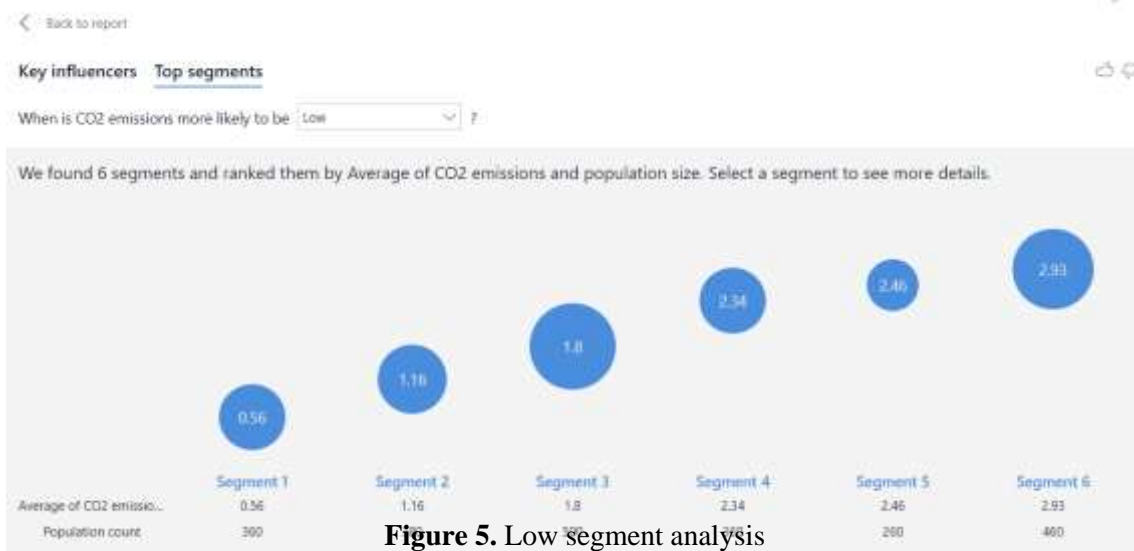 Back to report
Key influencers Top segments
When is CO2 emissions more likely to be Low ?
We found 6 segments and ranked them by Average of CO2 emissions and population size. Select a segment to see more details.
2.93
2.46
2.34
1.8
1.16
0.56
Segment 1 Segment 2 Segment 3 Segment 4 Segment 5 Segment 6
Average of CO2 emissio... 0.56 1.16 1.8 2.34 2.46 2.93
Population count 360 260 460
Figure 5. Low segment analysis